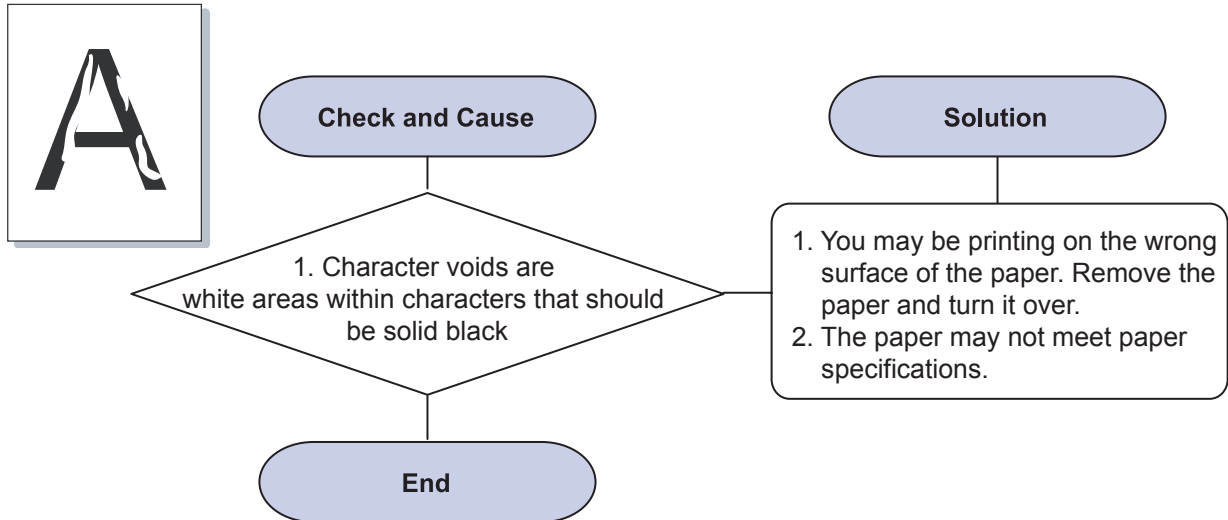 A
Check and Cause
Solution
1. Character voids are
white areas within characters that should
be solid black
1. You may be printing on the wrong
surface of the paper. Remove the
paper and turn it over.
2. The paper may not meet paper
specifications.
End